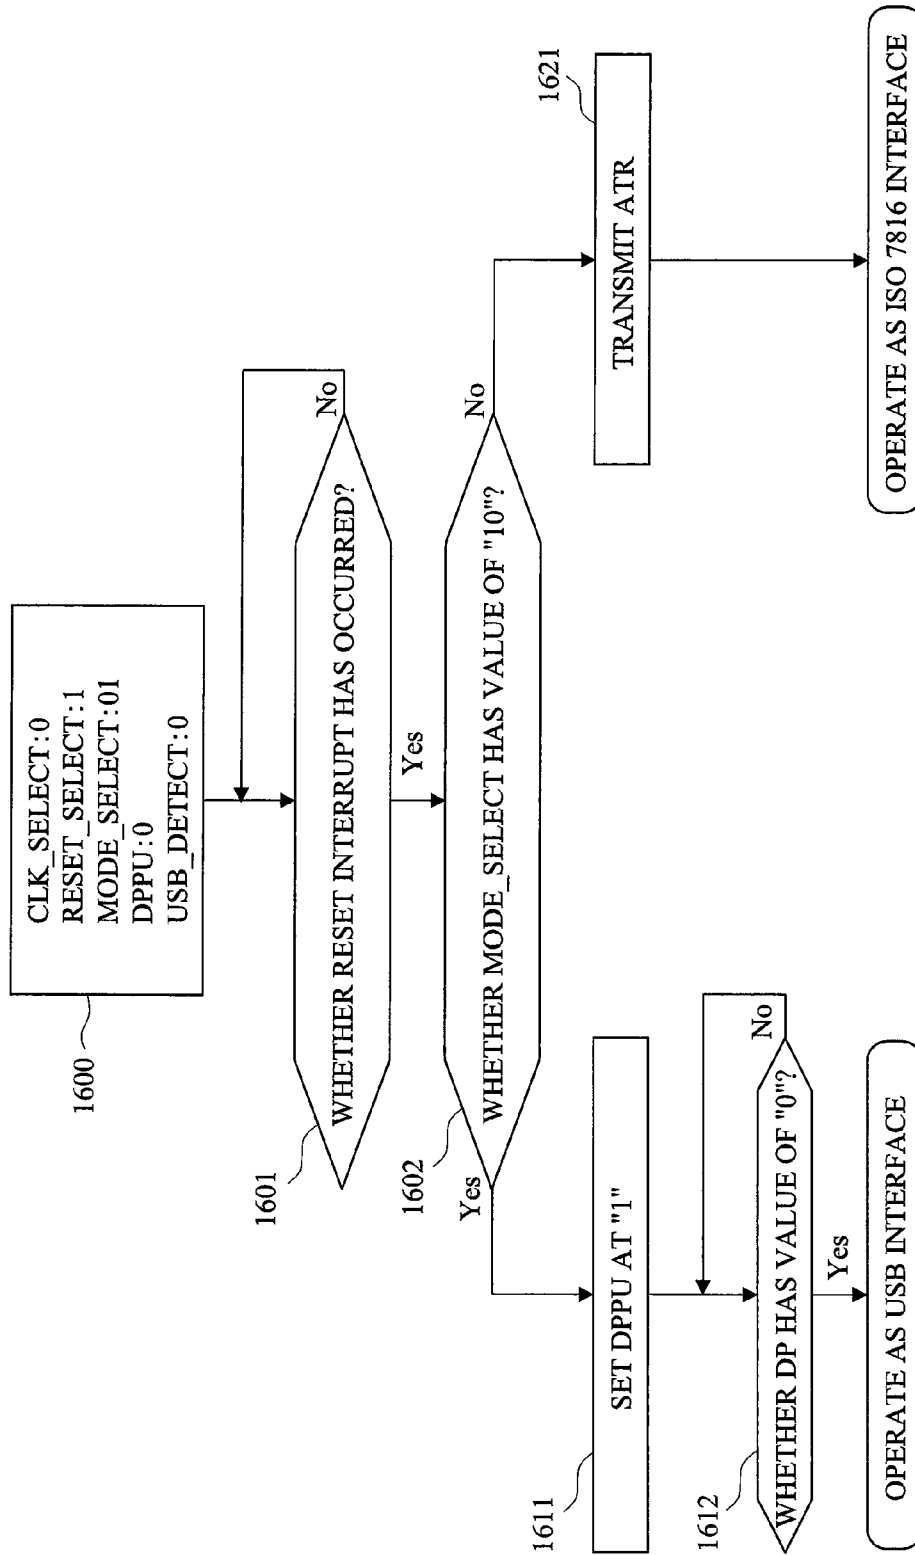 CLK_SELECT:0
RESET_SELECT:1
MODE_SELECT:01
DPPU:0
USB_DETECT:0
1600
WHETHER RESET INTERRUPT HAS OCCURRED?
1601
No
Yes
WHETHER MODE_SELECT HAS VALUE OF "10"?
1602
Yes
No
SET DPPU AT "1"
1611
TRANSMIT ATR
1621
WHETHER DP HAS VALUE OF "0"?
1612
No
Yes
OPERATE AS USB INTERFACE
OPERATE AS ISO 7816 INTERFACE